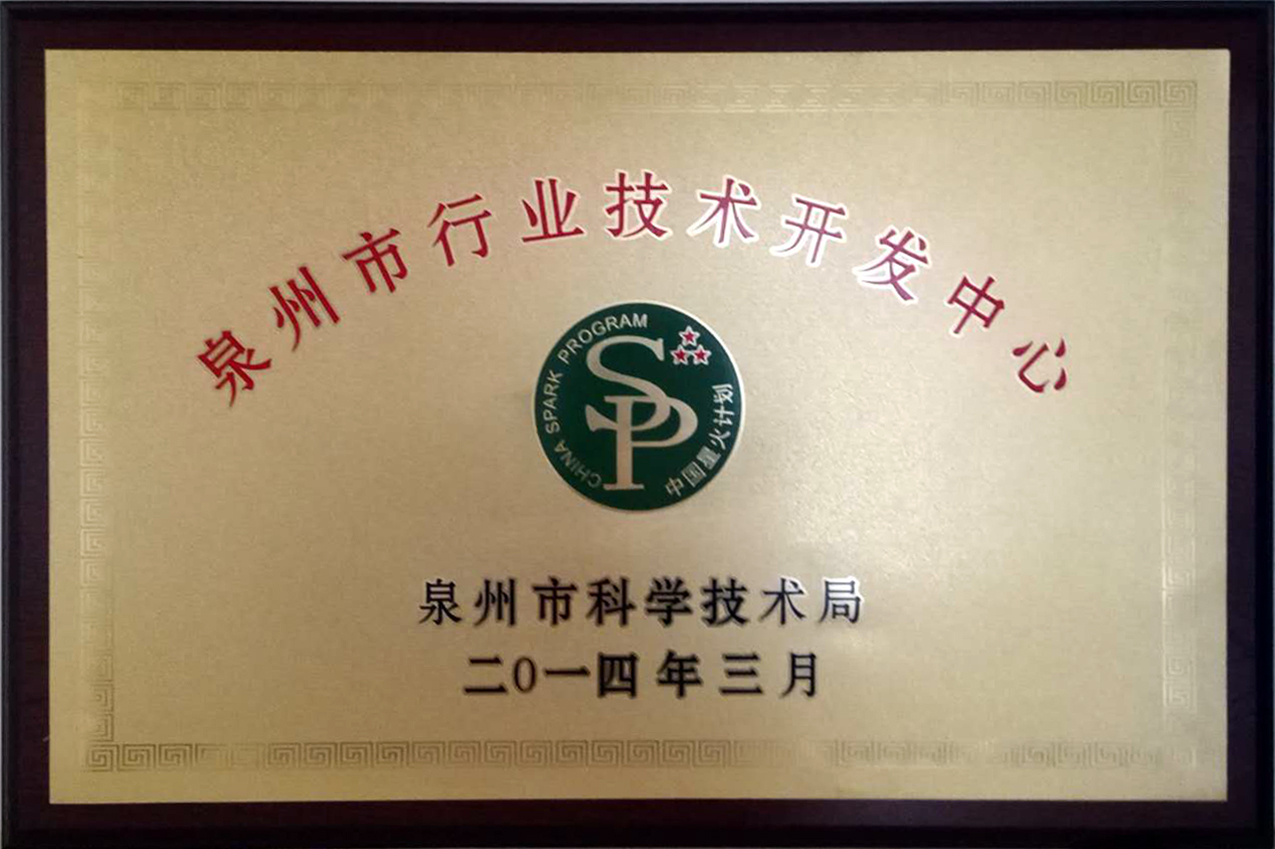 泉州市行业技术开发中心
CHINA SPARK PROGRAM
SP
中国星火计划
泉州市科学技术局
二0一四年三月